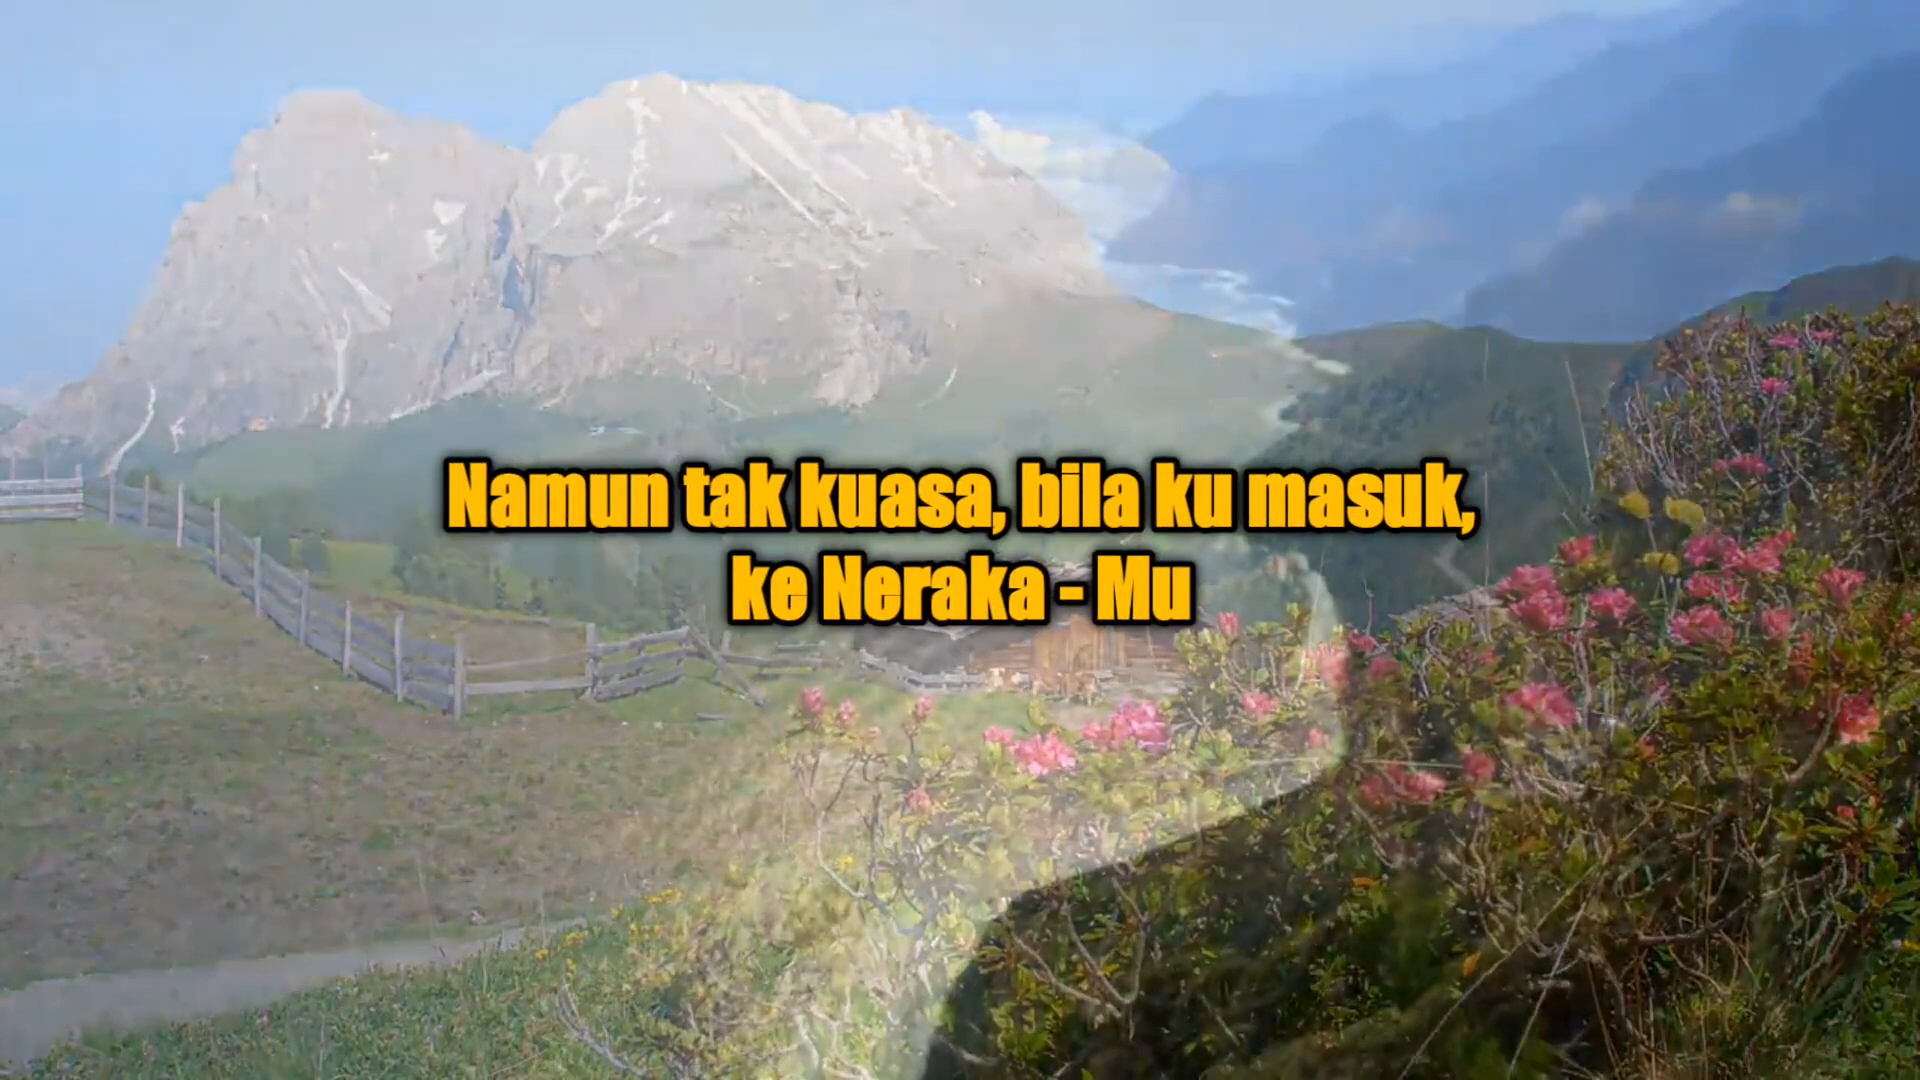 Namun tak kuasa, bila ku masuk,
ke Neraka - Mu